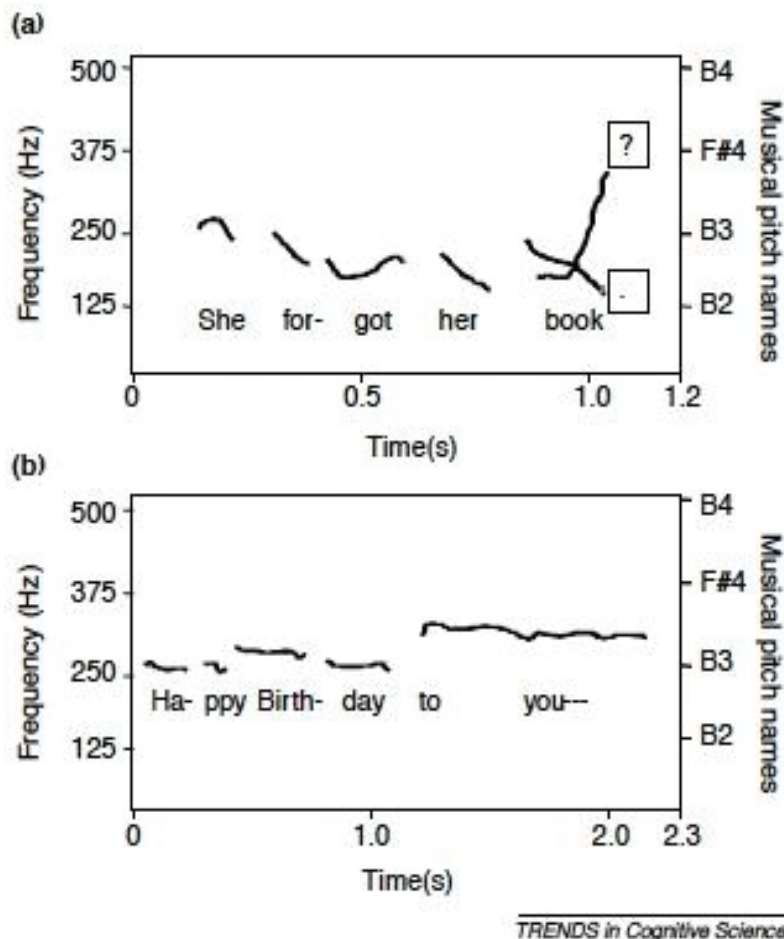 (a)
500
375
250
125
Frequency (Hz)
B4
F#4
B3
B2
Musical pitch names
?
.
She for- got her book
0 0.5 1.0 1.2
Time(s)
(b)
500
375
250
125
Frequency (Hz)
B4
F#4
B3
B2
Musical pitch names
Ha- ppy Birth- day to you---
0 1.0 2.0 2.3
Time(s)
TRENDS in Cognitive Science